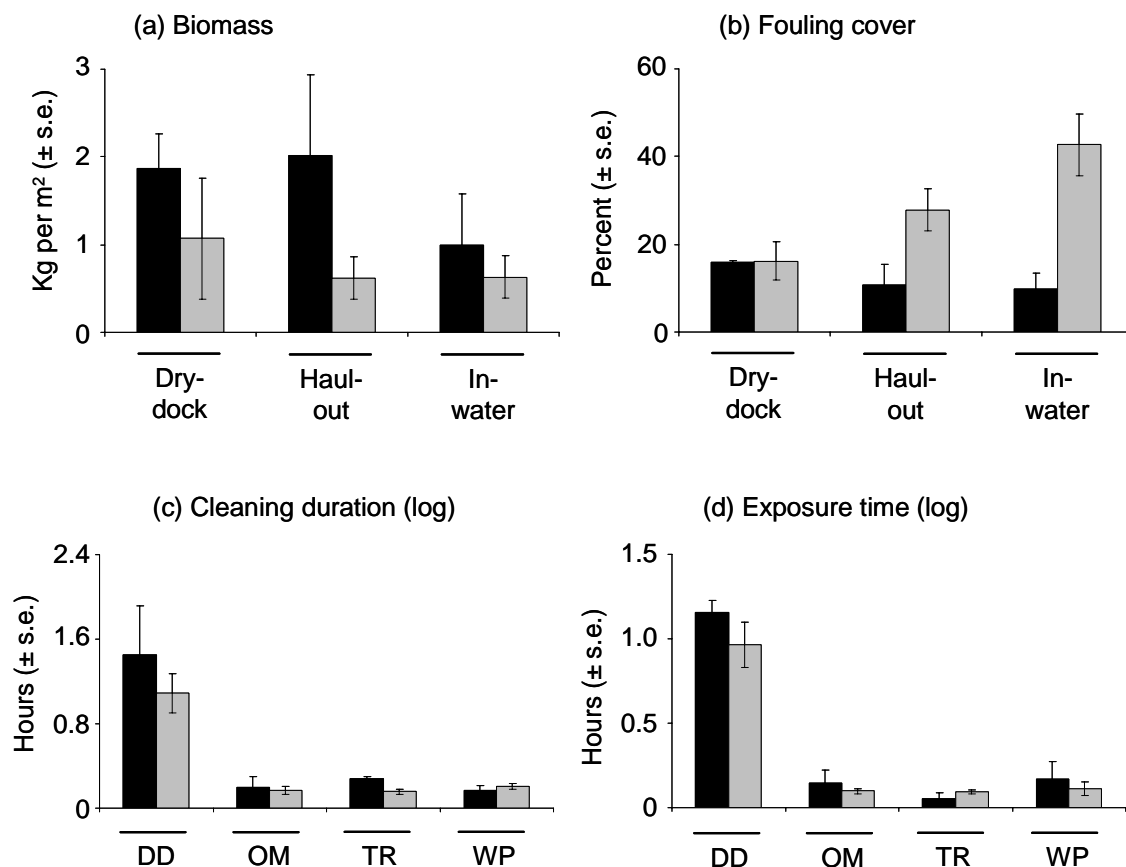 (a) Biomass
Kg per m² (± s.e.)
3
2
1
0
Dry-
dock
Haul-
out
In-
water
(b) Fouling cover
Percent (± s.e.)
60
40
20
0
Dry-
dock
Haul-
out
In-
water
(c) Cleaning duration (log)
Hours (± s.e.)
2.4
1.6
0.8
0
DD
OM
TR
WP
(d) Exposure time (log)
Hours (± s.e.)
1.5
1.0
0.5
0
DD
OM
TR
WP